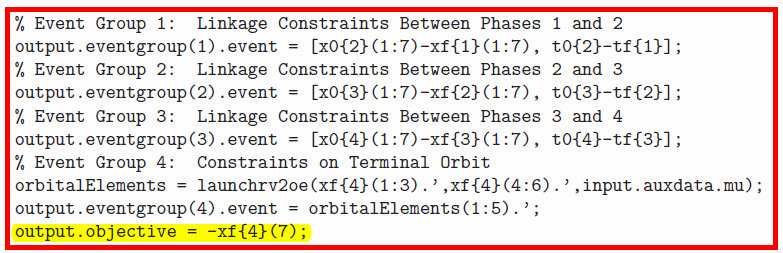 % Event Group 1:  Linkage Constraints Between Phases 1 and 2
output.eventgroup(1).event = [x0{2}(1:7)-xf{1}(1:7), t0{2}-tf{1}];
% Event Group 2:  Linkage Constraints Between Phases 2 and 3
output.eventgroup(2).event = [x0{3}(1:7)-xf{2}(1:7), t0{3}-tf{2}];
% Event Group 3:  Linkage Constraints Between Phases 3 and 4
output.eventgroup(3).event = [x0{4}(1:7)-xf{3}(1:7), t0{4}-tf{3}];
% Event Group 4:  Constraints on Terminal Orbit
orbitalElements = launchrv2oe(xf{4}(1:3).’,xf{4}(4:6).’,input.auxdata.mu);
output.eventgroup(4).event = orbitalElements(1:5).’;
output.objective = -xf{4}(7);